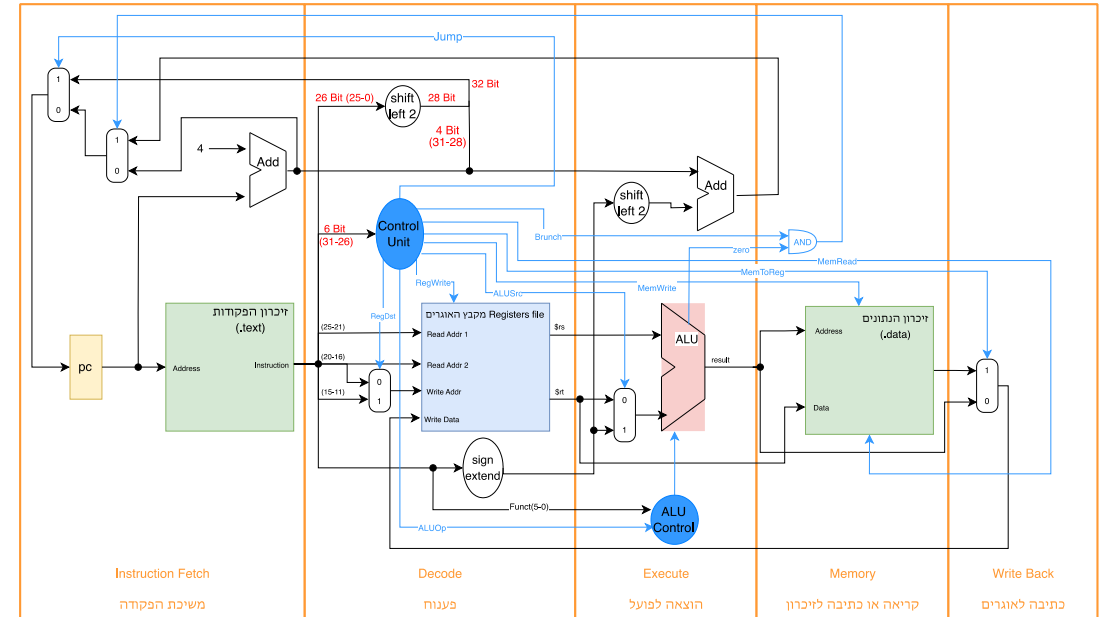 Jump
1
0
1
0
4
Add
26 Bit (25-0)
shift
left 2
28 Bit
32 Bit
4 Bit
(31-28)
6 Bit
(31-26)
Control
Unit
shift
left 2
Add
Brunch
AND
zero
MemRead
MemToReg
MemWrite
RegWrite
ALUSrc
RegDst
pc
זיכרון הפקודות
(.text)
Address
Instruction
(25-21)
(20-16)
(15-11)
0
1
מקבץ האוגרים Registers file
Read Addr 1
Read Addr 2
Write Addr
Write Data
$rs
$rt
0
1
ALU
result
זיכרון הנתונים
(.data)
Address
Data
1
0
sign
extend
Funct(5-0)
ALUOp
ALU
Control
Instruction Fetch
משיכת הפקודה
Decode
פענוח
Execute
הוצאה לפועל
Memory
קריאה או כתיבה לזיכרון
Write Back
כתיבה לאוגרים